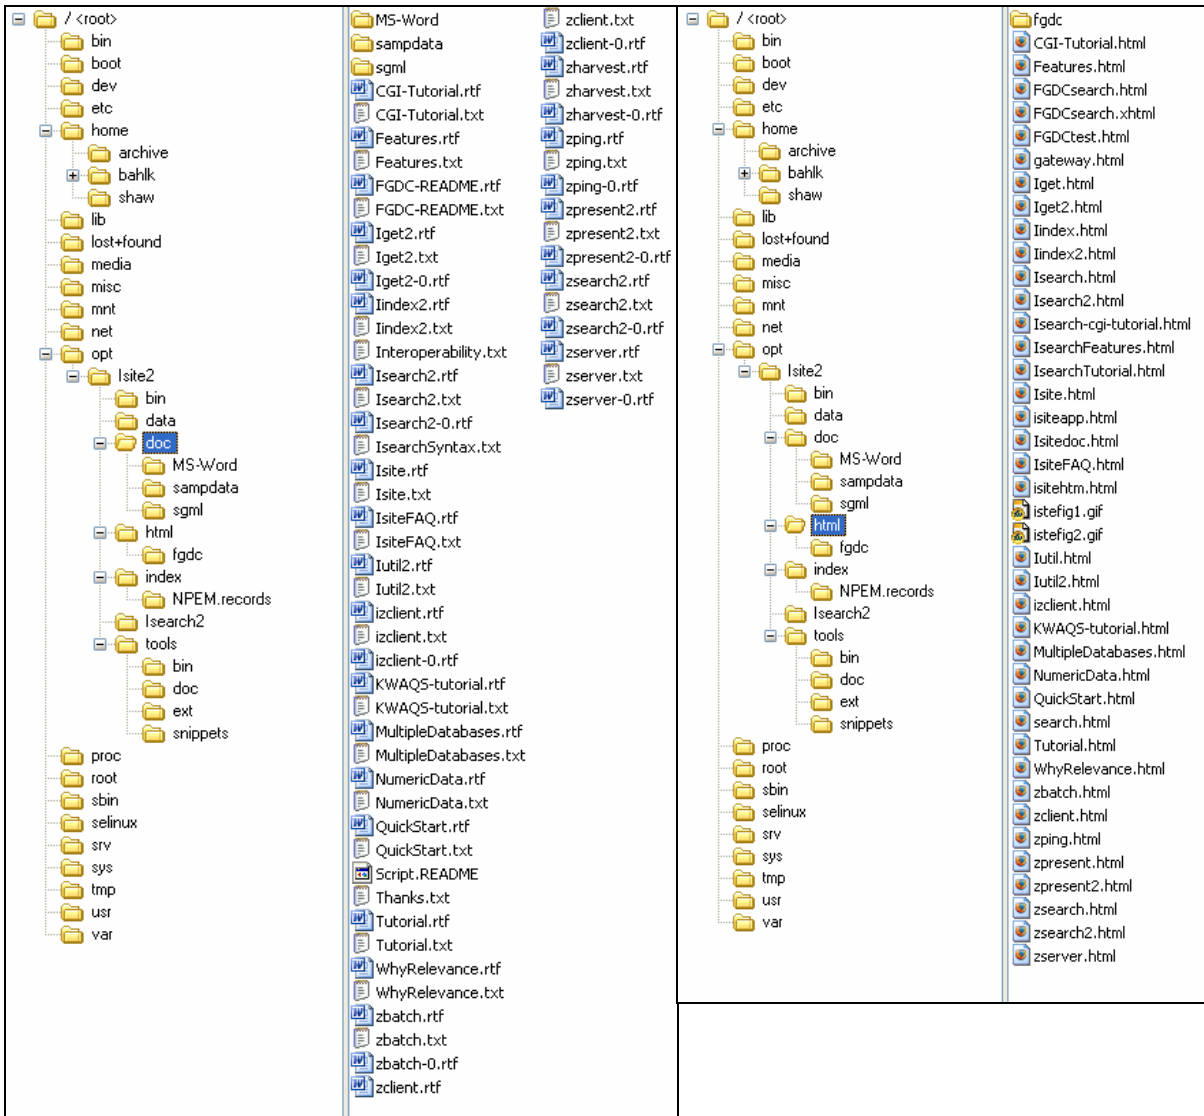 / <root>
bin
boot
dev
etc
home
archive
bahlk
shaw
lib
lost+found
media
misc
mnt
net
opt
Isite2
bin
data
doc
MS-Word
sampdata
sgml
html
fgdc
index
NPEM.records
Isearch2
tools
bin
doc
ext
snippets
proc
root
sbin
selinux
srv
sys
tmp
usr
var
MS-Word
sampdata
sgml
CGI-Tutorial.rtf
CGI-Tutorial.txt
Features.rtf
Features.txt
FGDC-README.rtf
FGDC-README.txt
Iget2.rtf
Iget2.txt
Iget2-0.rtf
Iindex2.rtf
Iindex2.txt
Interoperability.txt
Isearch2.rtf
Isearch2.txt
Isearch2-0.rtf
IsearchSyntax.txt
Isite.rtf
Isite.txt
IsiteFAQ.rtf
IsiteFAQ.txt
Iutil2.rtf
Iutil2.txt
izclient.rtf
izclient.txt
izclient-0.rtf
KWAQS-tutorial.rtf
KWAQS-tutorial.txt
MultipleDatabases.rtf
MultipleDatabases.txt
NumericData.rtf
NumericData.txt
QuickStart.rtf
QuickStart.txt
Script.README
Thanks.txt
Tutorial.rtf
Tutorial.txt
WhyRelevance.rtf
WhyRelevance.txt
zbatch.rtf
zbatch.txt
zbatch-0.rtf
zclient.rtf
zclient.txt
zclient-0.rtf
zharvest.rtf
zharvest.txt
zharvest-0.rtf
zping.rtf
zping.txt
zping-0.rtf
zpresent2.rtf
zpresent2.txt
zpresent2-0.rtf
zsearch2.rtf
zsearch2.txt
zsearch2-0.rtf
zserver.rtf
zserver.txt
zserver-0.rtf
/ <root>
bin
boot
dev
etc
home
archive
bahlk
shaw
lib
lost+found
media
misc
mnt
net
opt
Isite2
bin
data
doc
MS-Word
sampdata
sgml
html
fgdc
index
NPEM.records
Isearch2
tools
bin
doc
ext
snippets
proc
root
sbin
selinux
srv
sys
tmp
usr
var
fgdc
CGI-Tutorial.html
Features.html
FGDCsearch.html
FGDCsearch.xhtml
FGDCtest.html
gateway.html
Iget.html
Iget2.html
Iindex.html
Iindex2.html
Isearch.html
Isearch2.html
Isearch-cgi-tutorial.html
IsearchFeatures.html
IsearchTutorial.html
Isite.html
isiteapp.html
Isitedoc.html
IsiteFAQ.html
isitehtm.html
istefig1.gif
istefig2.gif
Iutil.html
Iutil2.html
izclient.html
KWAQS-tutorial.html
MultipleDatabases.html
NumericData.html
QuickStart.html
search.html
Tutorial.html
WhyRelevance.html
zbatch.html
zclient.html
zping.html
zpresent.html
zpresent2.html
zsearch.html
zsearch2.html
zserver.html